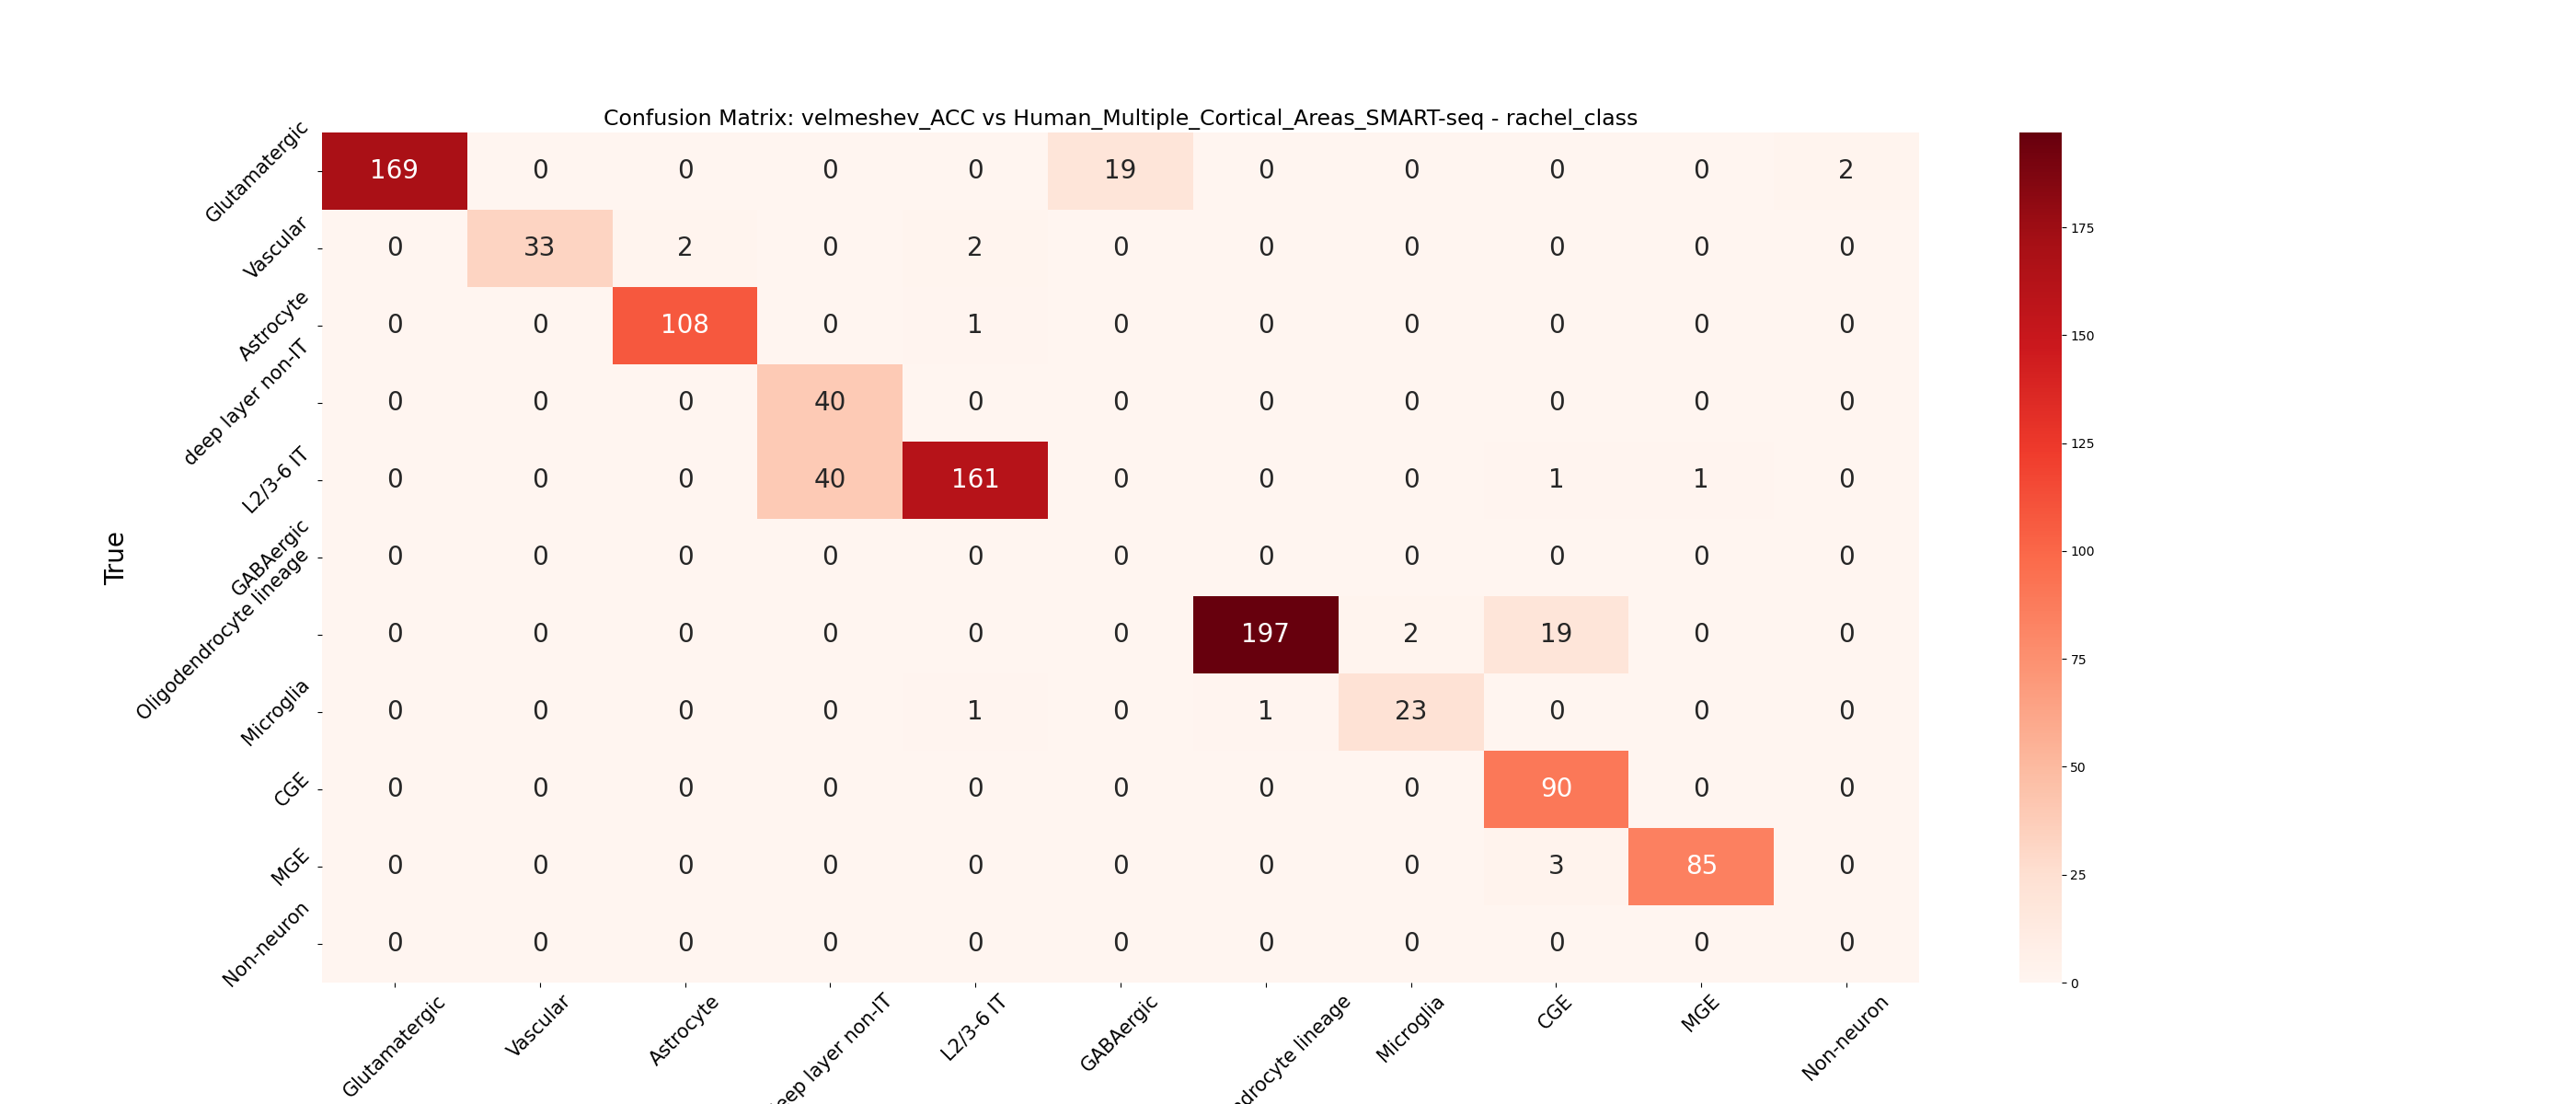 Confusion Matrix: velmeshev_ACC vs Human_Multiple_Cortical_Areas_SMART-seq - rachel_class
True
Glutamatergic 169 0 0 0 0 19 0 0 0 0 2
Vascular 0 33 2 0 2 0 0 0 0 0 0
Astrocyte 0 0 108 0 1 0 0 0 0 0 0
deep layer non-IT 0 0 0 40 0 0 0 0 0 0 0
L2/3-6 IT 0 0 0 40 161 0 0 0 1 1 0
GABAergic 0 0 0 0 0 0 0 0 0 0 0
Oligodendrocyte lineage 0 0 0 0 0 0 197 2 19 0 0
Microglia 0 0 0 0 1 0 1 23 0 0 0
CGE 0 0 0 0 0 0 0 0 90 0 0
MGE 0 0 0 0 0 0 0 0 3 85 0
Non-neuron 0 0 0 0 0 0 0 0 0 0 0
Glutamatergic Vascular Astrocyte eep layer non-IT L2/3-6 IT GABAergic ndrocyte lineage Microglia CGE MGE Non-neuron
175
150
125
100
75
50
25
0